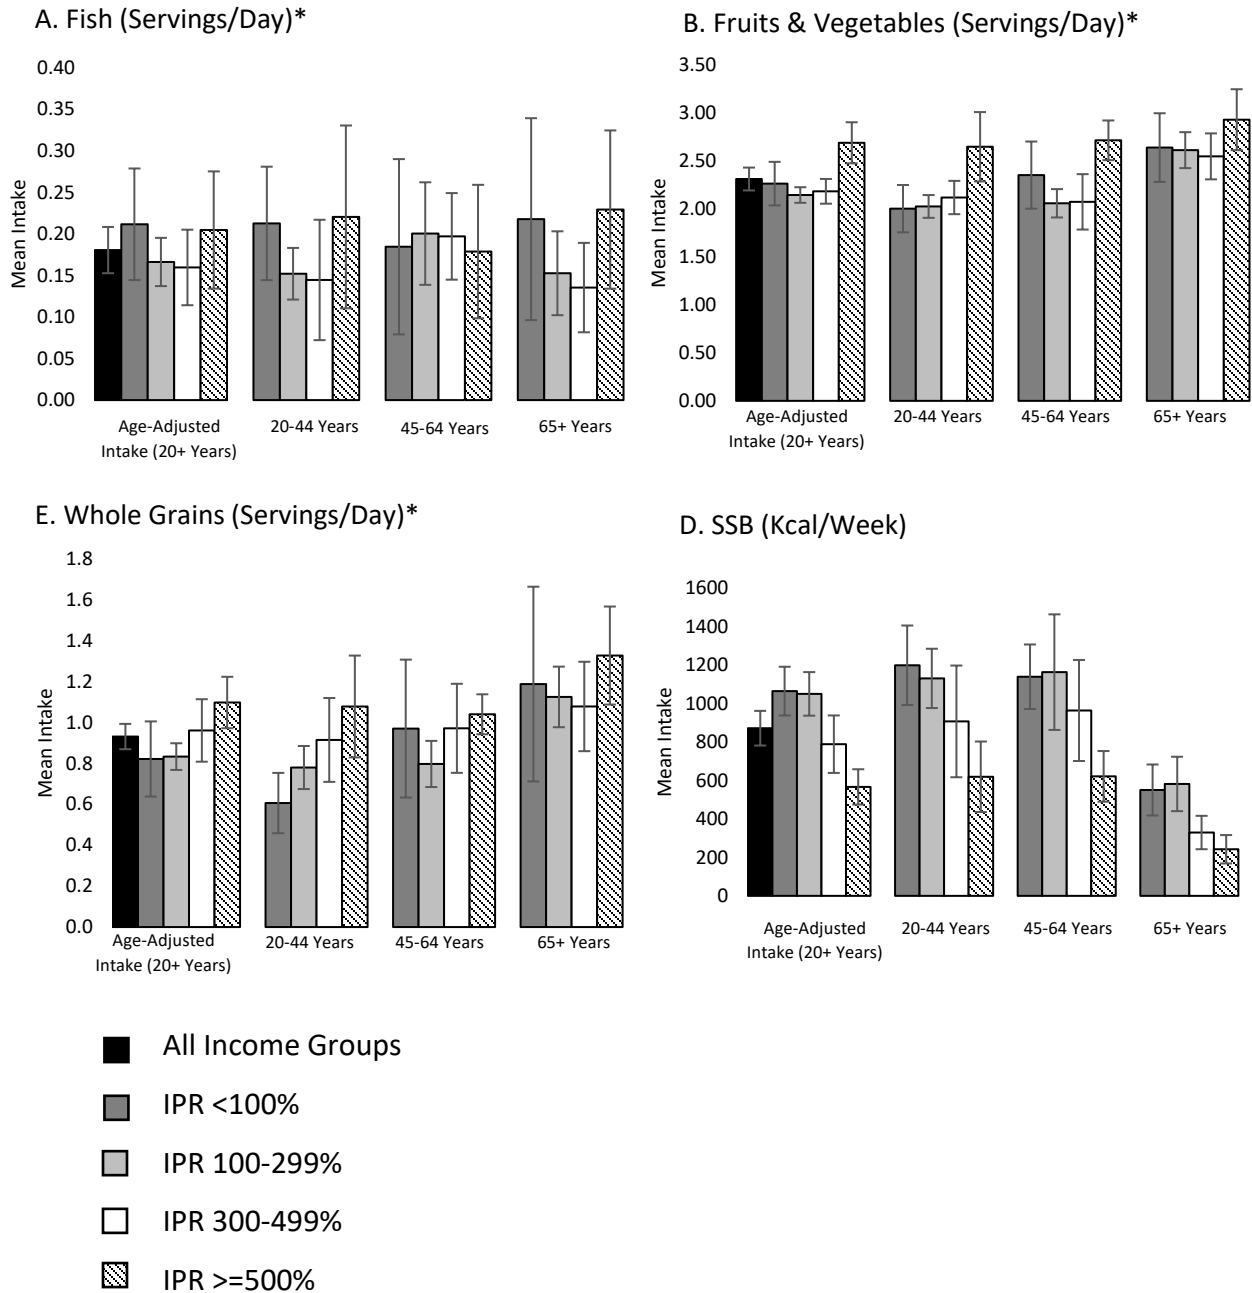 A. Fish (Servings/Day)*
0.40
0.35
0.30
0.25
0.20
0.15
0.10
0.05
0.00
Mean Intake
Age-Adjusted
Intake (20+ Years)
20-44 Years
45-64 Years
65+ Years
B. Fruits & Vegetables (Servings/Day)*
3.50
3.00
2.50
2.00
1.50
1.00
0.50
0.00
Mean Intake
Age-Adjusted
Intake (20+ Years)
20-44 Years
45-64 Years
65+ Years
E. Whole Grains (Servings/Day)*
1.8
1.6
1.4
1.2
1.0
0.8
0.6
0.4
0.2
0.0
Mean Intake
Age-Adjusted
Intake (20+ Years)
20-44 Years
45-64 Years
65+ Years
D. SSB (Kcal/Week)
1600
1400
1200
1000
800
600
400
200
0
Mean Intake
Age-Adjusted
Intake (20+ Years)
20-44 Years
45-64 Years
65+ Years
All Income Groups
IPR <100%
IPR 100-299%
IPR 300-499%
IPR >=500%